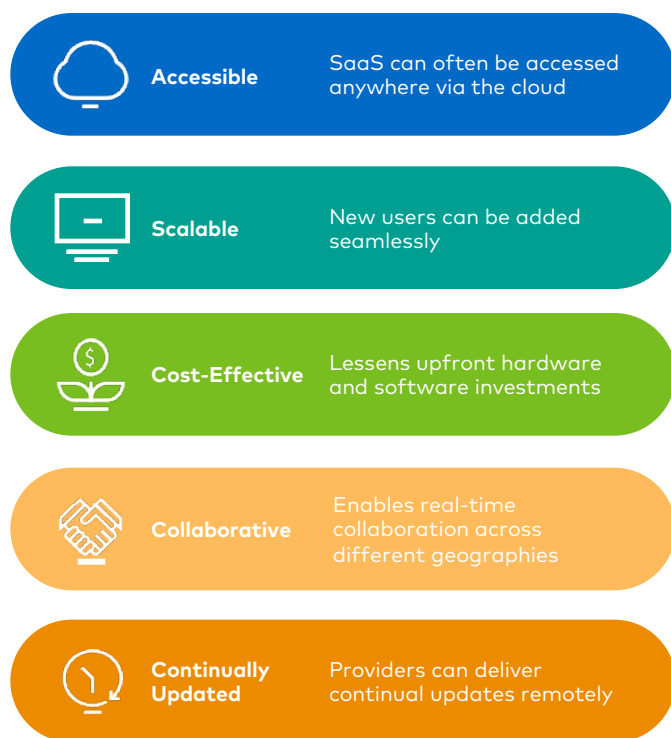 Accessible
SaaS can often be accessed
anywhere via the cloud
Scalable
New users can be added
seamlessly
$
Cost-Effective
Lessens upfront hardware
and software investments
Collaborative
Enables real-time
collaboration across
different geographies
Continually
Updated
Providers can deliver
continual updates remotely